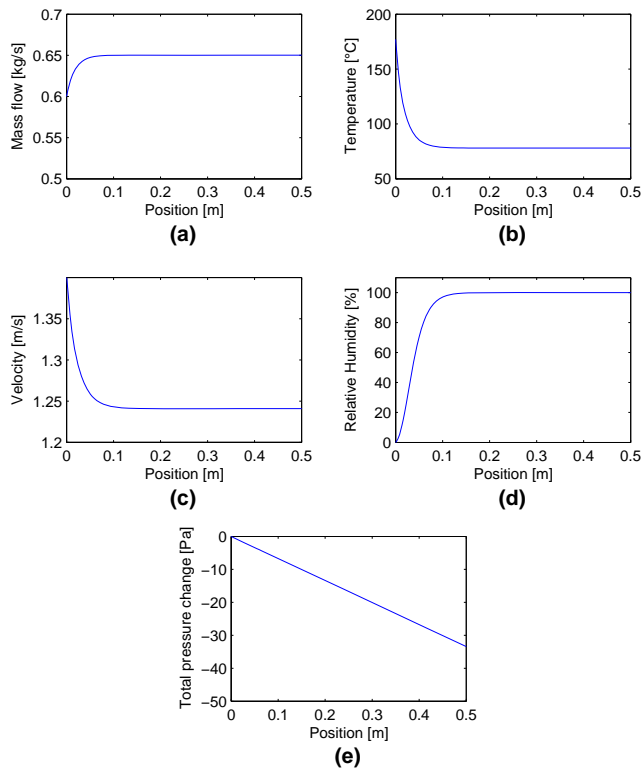 0.7
0.65
0.6
0.55
0.5
Mass flow [kg/s]
0 0.1 0.2 0.3 0.4 0.5
Position [m]
(a)
200
150
100
50
Temperature [°C]
0 0.1 0.2 0.3 0.4 0.5
Position [m]
(b)
1.35
1.3
1.25
1.2
Velocity [m/s]
0 0.1 0.2 0.3 0.4 0.5
Position [m]
(c)
100
80
60
40
20
0
Relative Humidity [%]
0 0.1 0.2 0.3 0.4 0.5
Position [m]
(d)
0
−10
−20
−30
−40
−50
Total pressure change [Pa]
0 0.1 0.2 0.3 0.4 0.5
Position [m]
(e)